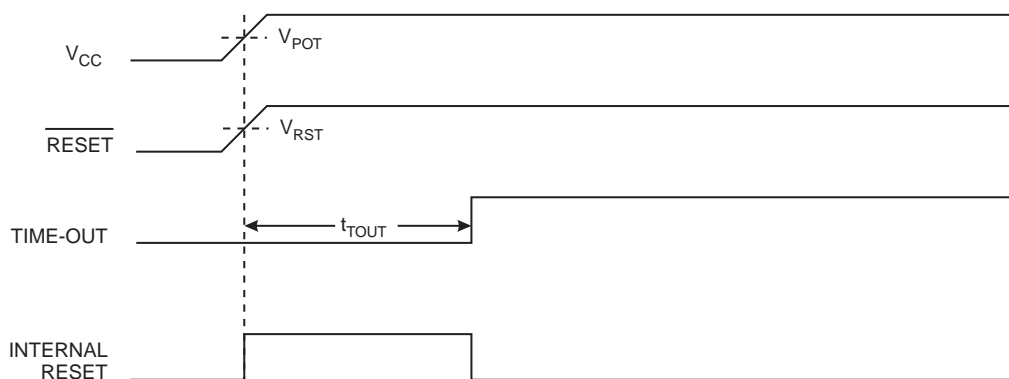 V_CC
V_POT
RESET
V_RST
TIME-OUT
t_TOUT
INTERNAL
RESET